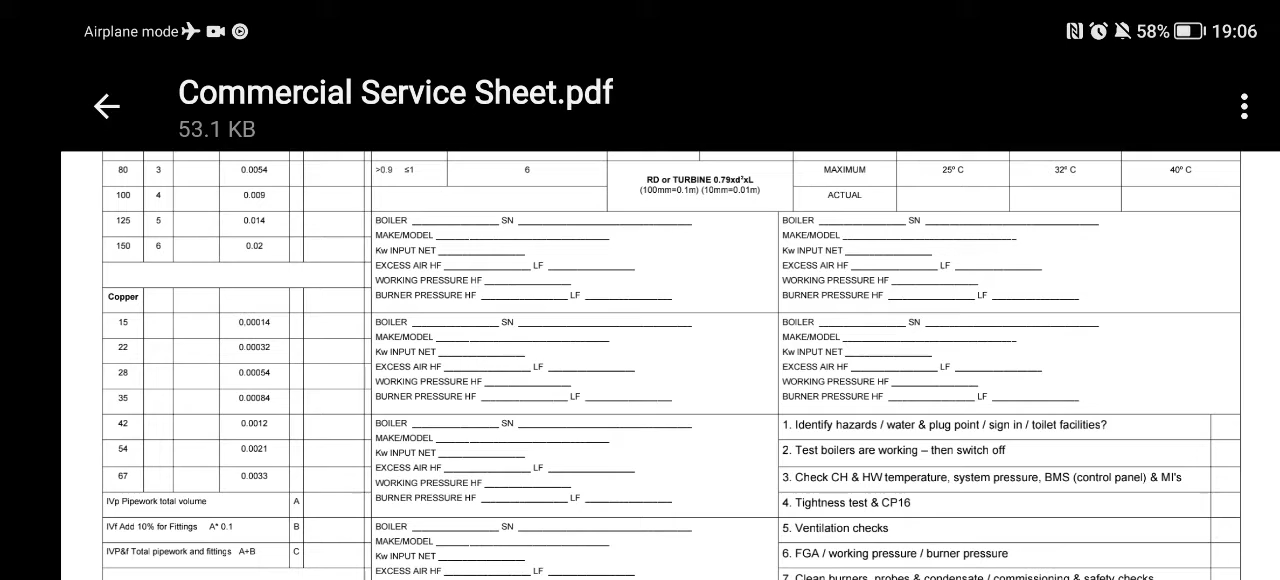 Airplane mode 58% 19:06
Commercial Service Sheet.pdf
53.1 KB
80 3 0.0054
100 4 0.009
125 5 0.014
150 6 0.02
Copper
15 0.00014
22 0.00032
28 0.00054
35 0.00084
42 0.0012
54 0.0021
67 0.0033
IVp Pipework total volume A
IVf Add 10% for Fittings A* 0.1 B
IVP&f Total pipework and fittings A+B C
>0.9 ≤1 6
RD or TURBINE 0.79xd²xL
(100mm=0.1m) (10mm=0.01m)
MAXIMUM 25º C 32º C 40º C
ACTUAL
BOILER SN
MAKE/MODEL
Kw INPUT NET
EXCESS AIR HF LF
WORKING PRESSURE HF
BURNER PRESSURE HF LF
BOILER SN
MAKE/MODEL
Kw INPUT NET
EXCESS AIR HF LF
WORKING PRESSURE HF
BURNER PRESSURE HF LF
BOILER SN
MAKE/MODEL
Kw INPUT NET
EXCESS AIR HF LF
WORKING PRESSURE HF
BURNER PRESSURE HF LF
BOILER SN
MAKE/MODEL
Kw INPUT NET
EXCESS AIR HF LF
WORKING PRESSURE HF
BURNER PRESSURE HF LF
BOILER SN
MAKE/MODEL
Kw INPUT NET
EXCESS AIR HF LF
WORKING PRESSURE HF
BURNER PRESSURE HF LF
BOILER SN
MAKE/MODEL
Kw INPUT NET
EXCESS AIR HF LF
1. Identify hazards / water & plug point / sign in / toilet facilities?
2. Test boilers are working – then switch off
3. Check CH & HW temperature, system pressure, BMS (control panel) & MI's
4. Tightness test & CP16
5. Ventilation checks
6. FGA / working pressure / burner pressure
7. Clean burners, probes & condensate / commissioning & safety checks